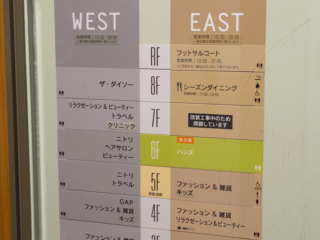 WEST
EAST
RF
フットサルコート
ザ・ダイソー
8F
シーズンダイニング
リラクゼーション & ビューティー
トラベル
クリニック
7F
改装工事中のため
閉鎖しています
ニトリ
ヘアサロン
ビューティー
6F
ハンズ
ニトリ
トラベル
5F
ファッション & 雑貨
キッズ
GAP
ファッション & 雑貨
キッズ
4F
ファッション & 雑貨
リラクゼーション & ビューティー